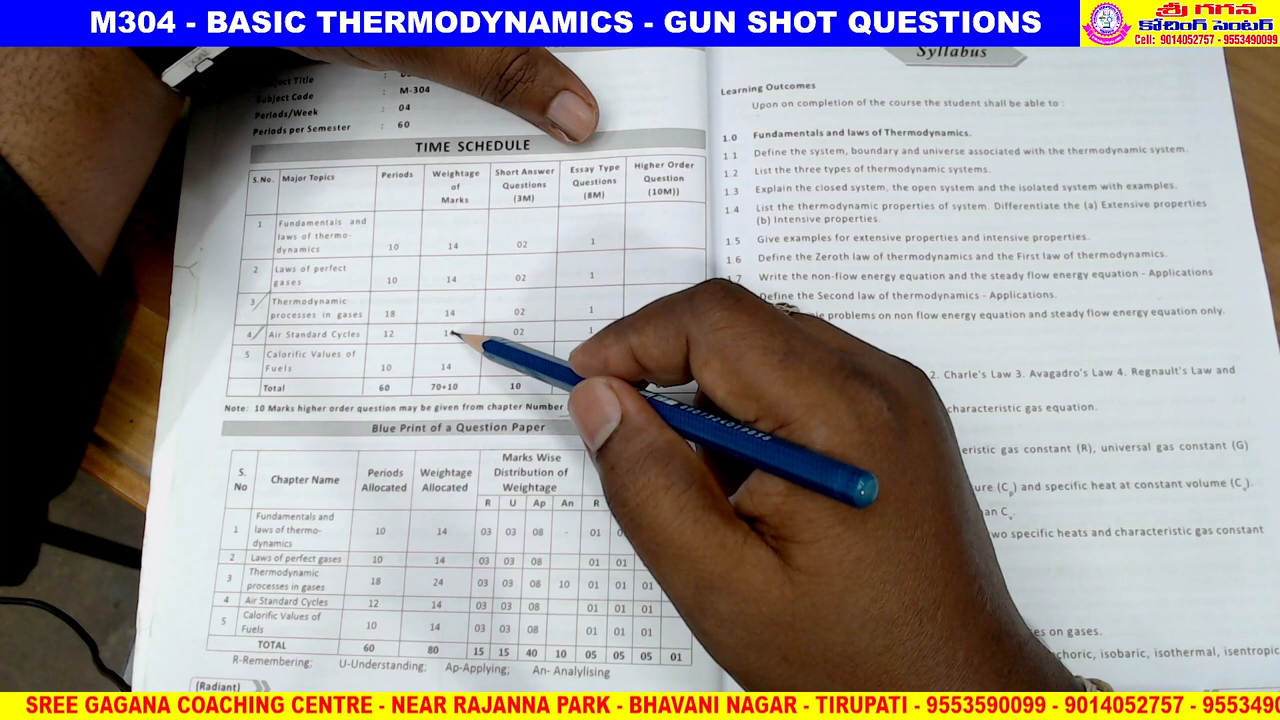 M304 - BASIC THERMODYNAMICS - GUN SHOT QUESTIONS
శ్రీ గగన
కోచింగ్ సెంటర్
Cell: 9014052757 - 9553490099
Subject Title :
Subject Code : M-304
Periods/Week : 04
Periods per Semester : 60
TIME SCHEDULE
S.No. Major Topics Periods Weightage of Marks Short Answer Questions (3M) Essay Type Questions (8M) Higher Order Question (10M))
1 Fundamentals and laws of thermo-dynamics 10 14 02 1
2 Laws of perfect gases 10 14 02 1
3 Thermodynamic processes in gases 18 14 02 1
4 Air Standard Cycles 12 14 02 1
5 Calorific Values of Fuels 10 14
Total 60 70+10 10
Note: 10 Marks higher order question may be given from chapter Number
Blue Print of a Question Paper
S. No Chapter Name Periods Allocated Weightage Allocated Marks Wise Distribution of Weightage
R U Ap An R
1 Fundamentals and laws of thermo-dynamics 10 14 03 03 08 - 01
2 Laws of perfect gases 10 14 03 03 08 01 01
3 Thermodynamic processes in gases 18 24 03 03 08 10 01 01 01
4 Air Standard Cycles 12 14 03 03 08 01 01 01
5 Calorific Values of Fuels 10 14 03 03 08 01 01 01
TOTAL 60 80 15 15 40 10 05 05 05 01
R-Remembering; U-Understanding; Ap-Applying; An- Analylising
(Radiant)
Syllabus
Learning Outcomes
Upon on completion of the course the student shall be able to :
1.0 Fundamentals and laws of Thermodynamics.
1.1 Define the system, boundary and universe associated with the thermodynamic system.
1.2 List the three types of thermodynamic systems.
1.3 Explain the closed system, the open system and the isolated system with examples.
1.4 List the thermodynamic properties of system. Differentiate the (a) Extensive properties
(b) Intensive properties.
1.5 Give examples for extensive properties and intensive properties.
1.6 Define the Zeroth law of thermodynamics and the First law of thermodynamics.
1.7 Write the non-flow energy equation and the steady flow energy equation - Applications
Define the Second law of thermodynamics - Applications.
problems on non flow energy equation and steady flow energy equation only.
2. Charle's Law 3. Avagadro's Law 4. Regnault's Law and
characteristic gas equation.
gas constant (R), universal gas constant (G)
(Cp) and specific heat at constant volume (Cv).
Cv.
two specific heats and characteristic gas constant
on gases.
isobaric, isothermal, isentropic
SREE GAGANA COACHING CENTRE - NEAR RAJANNA PARK - BHAVANI NAGAR - TIRUPATI - 9553590099 - 9014052757 -